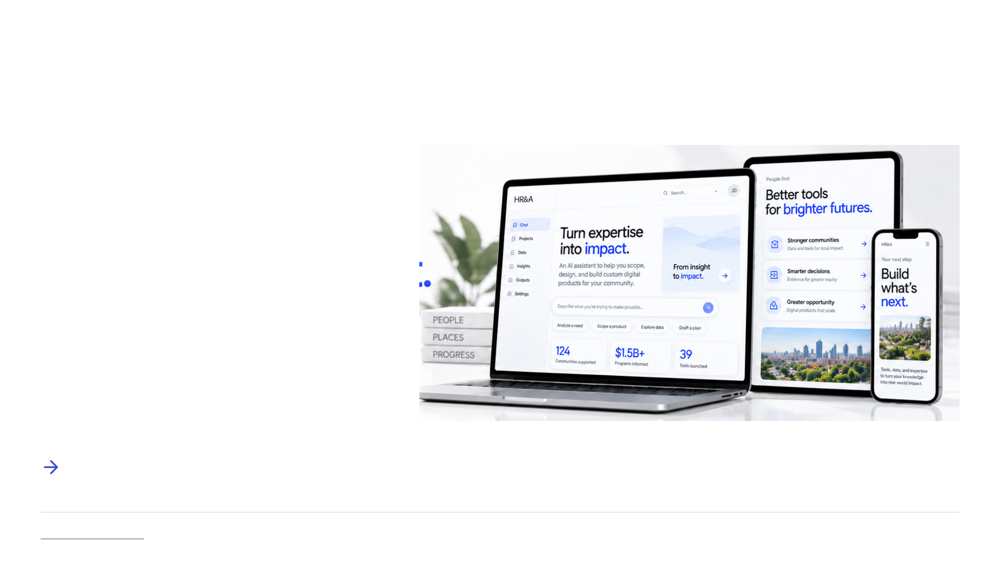 PEOPLE
PLACES
PROGRESS
HR&A
Search...
JD
Chat
Projects
Data
Insights
Outputs
Settings
Turn expertise
into impact.
An AI assistant to help you scope,
design, and build custom digital
products for your community.
From insight
to impact.
Describe what you're trying to make possible...
Analyze a need
Scope a product
Explore data
Draft a plan
124
Communities supported
$1.5B+
Programs informed
39
Tools launched
People first
Better tools
for brighter futures.
Stronger communities
Data and tools for local impact
Smarter decisions
Evidence for greater equity
Greater opportunity
Digital products that scale
HR&A
Your next step
Build
what's
next.
Tools, data, and expertise
to turn your knowledge
into real-world impact.